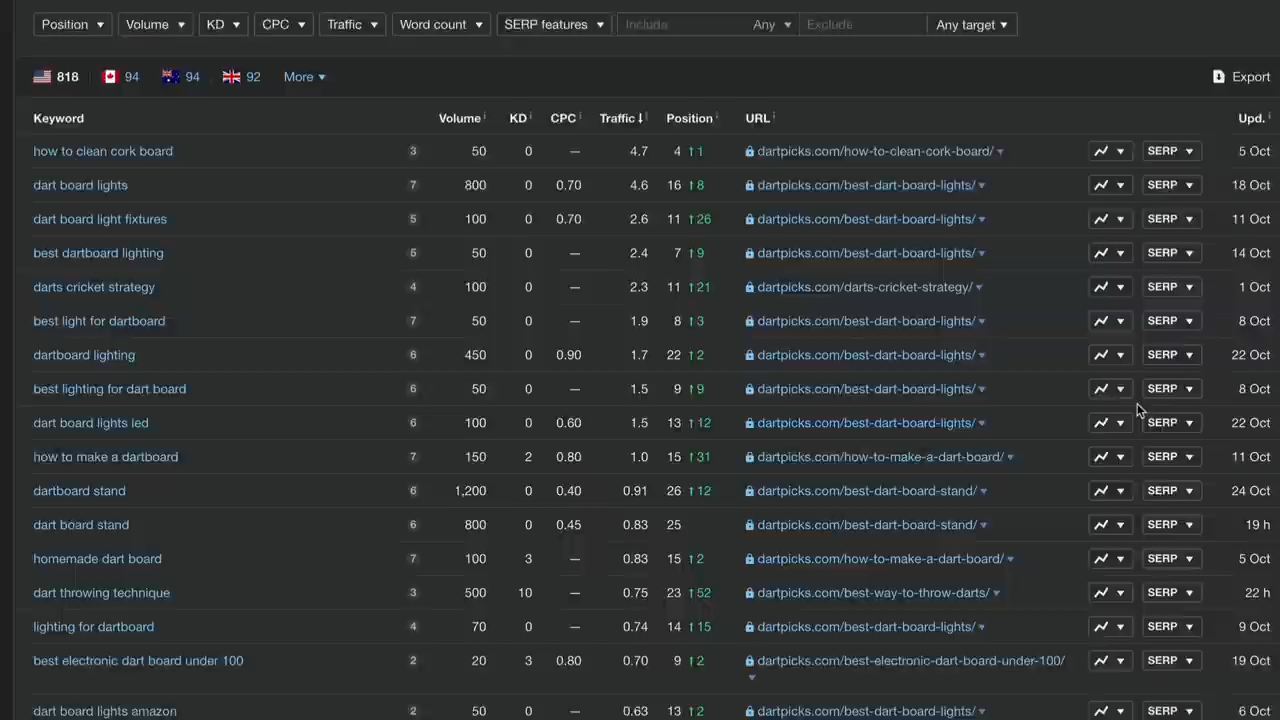 Position Volume KD CPC Traffic Word count SERP features Include Any Exclude Any target
818 94 94 92 More Export
Keyword Volume KD CPC Traffic Position URL Upd.
how to clean cork board 3 50 0 — 4.7 4 ↑1 dartpicks.com/how-to-clean-cork-board/ SERP 5 Oct
dart board lights 7 800 0 0.70 4.6 16 ↑8 dartpicks.com/best-dart-board-lights/ SERP 18 Oct
dart board light fixtures 5 100 0 0.70 2.6 11 ↑26 dartpicks.com/best-dart-board-lights/ SERP 11 Oct
best dartboard lighting 5 50 0 — 2.4 7 ↑9 dartpicks.com/best-dart-board-lights/ SERP 14 Oct
darts cricket strategy 4 100 0 — 2.3 11 ↑21 dartpicks.com/darts-cricket-strategy/ SERP 1 Oct
best light for dartboard 7 50 0 — 1.9 8 ↑3 dartpicks.com/best-dart-board-lights/ SERP 8 Oct
dartboard lighting 6 450 0 0.90 1.7 22 ↑2 dartpicks.com/best-dart-board-lights/ SERP 22 Oct
best lighting for dart board 6 50 0 — 1.5 9 ↑9 dartpicks.com/best-dart-board-lights/ SERP 8 Oct
dart board lights led 6 100 0 0.60 1.5 13 ↑12 dartpicks.com/best-dart-board-lights/ SERP 22 Oct
how to make a dartboard 7 150 2 0.80 1.0 15 ↑31 dartpicks.com/how-to-make-a-dart-board/ SERP 11 Oct
dartboard stand 6 1,200 0 0.40 0.91 26 ↑12 dartpicks.com/best-dart-board-stand/ SERP 24 Oct
dart board stand 6 800 0 0.45 0.83 25 dartpicks.com/best-dart-board-stand/ SERP 19 h
homemade dart board 7 100 3 — 0.83 15 ↑2 dartpicks.com/how-to-make-a-dart-board/ SERP 5 Oct
dart throwing technique 3 500 10 — 0.75 23 ↑52 dartpicks.com/best-way-to-throw-darts/ SERP 22 h
lighting for dartboard 4 70 0 — 0.74 14 ↑15 dartpicks.com/best-dart-board-lights/ SERP 9 Oct
best electronic dart board under 100 2 20 3 0.80 0.70 9 ↑2 dartpicks.com/best-electronic-dart-board-under-100/ SERP 19 Oct
dart board lights amazon 2 50 0 — 0.63 13 ↑2 dartpicks.com/best-dart-board-lights/ SERP 6 Oct